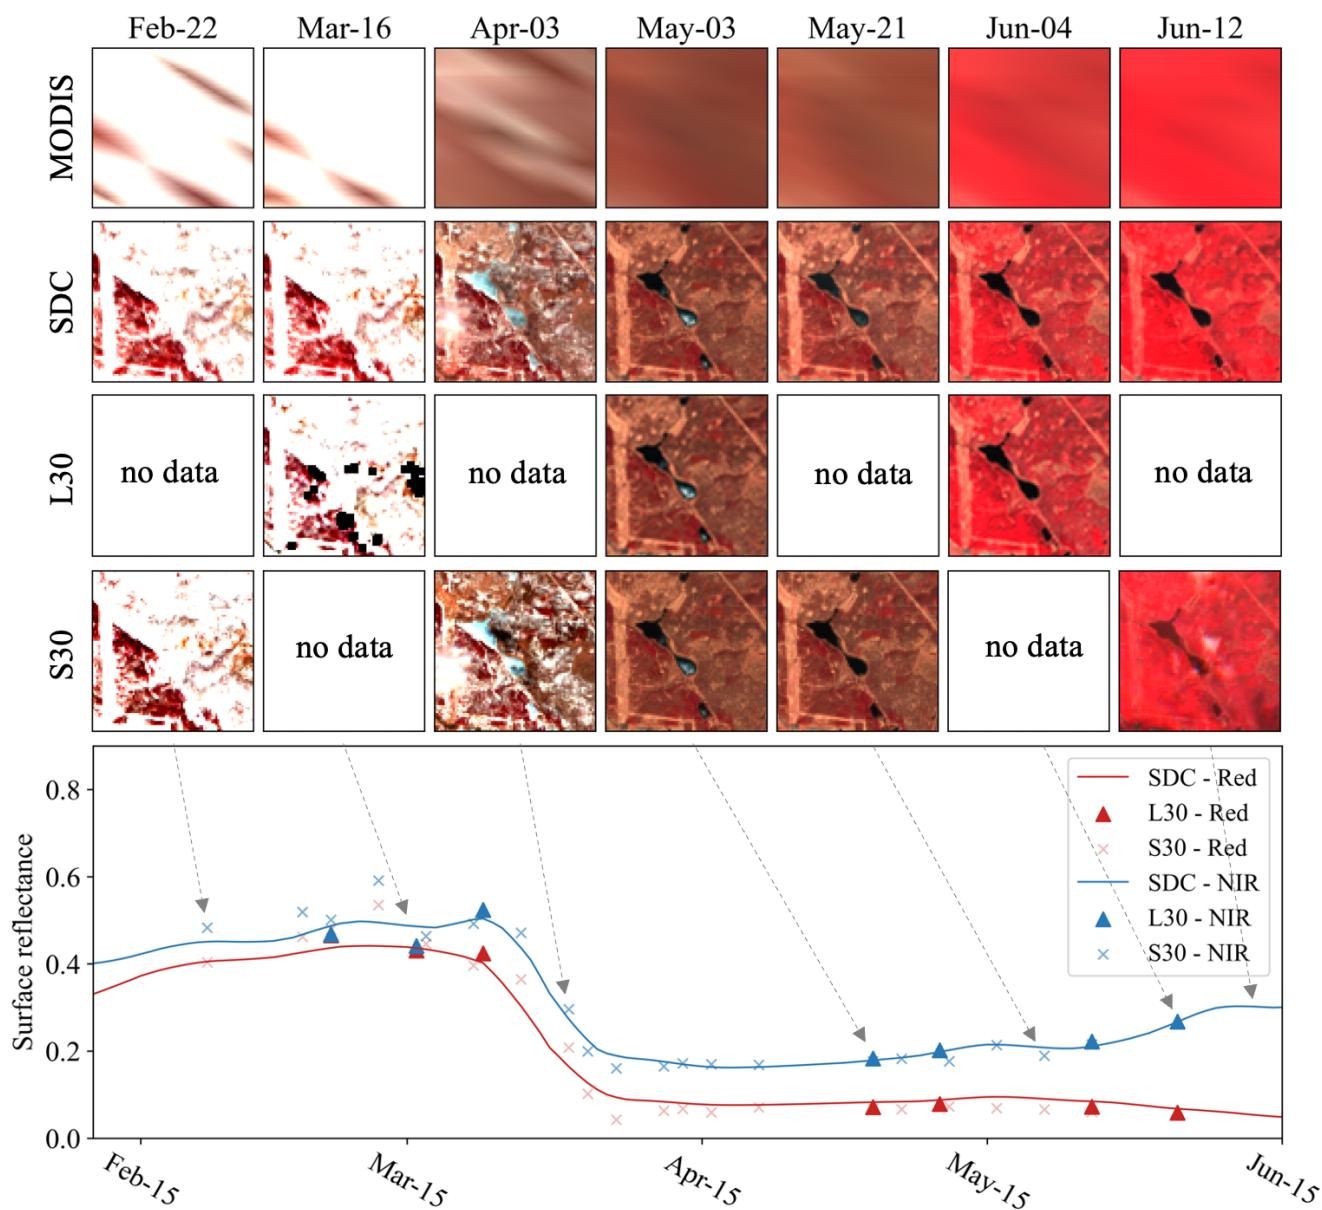 Feb-22 Mar-16 Apr-03 May-03 May-21 Jun-04 Jun-12
MODIS
SDC
L30
no data no data no data no data
S30
no data no data
Surface reflectance
0.8
0.6
0.4
0.2
0.0
SDC - Red
L30 - Red
S30 - Red
SDC - NIR
L30 - NIR
S30 - NIR
Feb-15 Mar-15 Apr-15 May-15 Jun-15